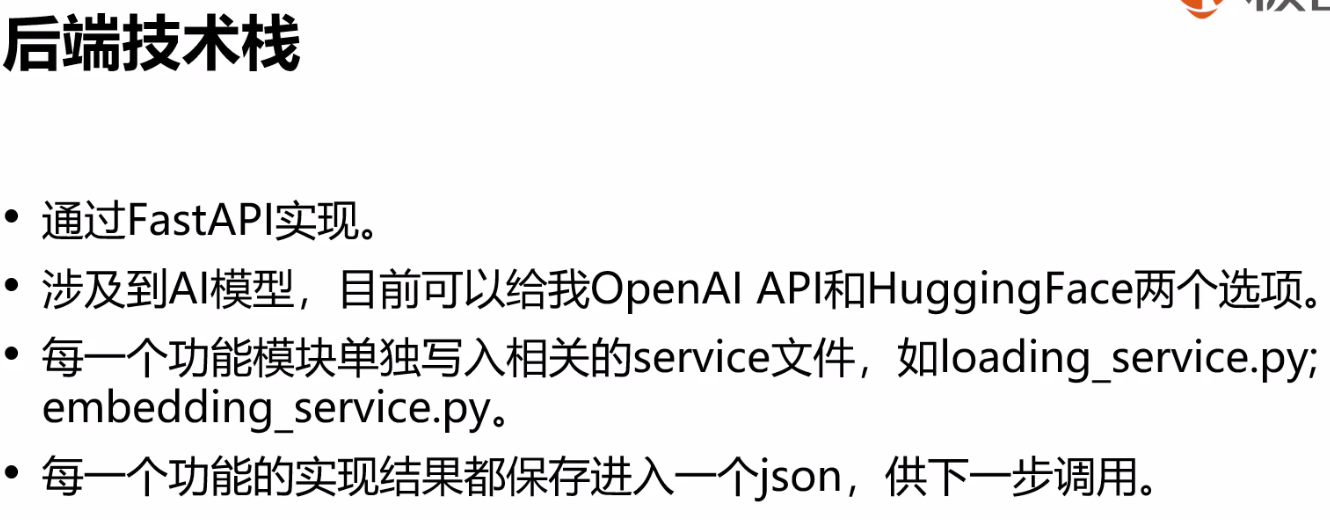 后端技术栈
• 通过FastAPI实现。
• 涉及到AI模型，目前可以给我OpenAI API和HuggingFace两个选项。
• 每一个功能模块单独写入相关的service文件，如loading_service.py;
embedding_service.py。
• 每一个功能的实现结果都保存进入一个json，供下一步调用。